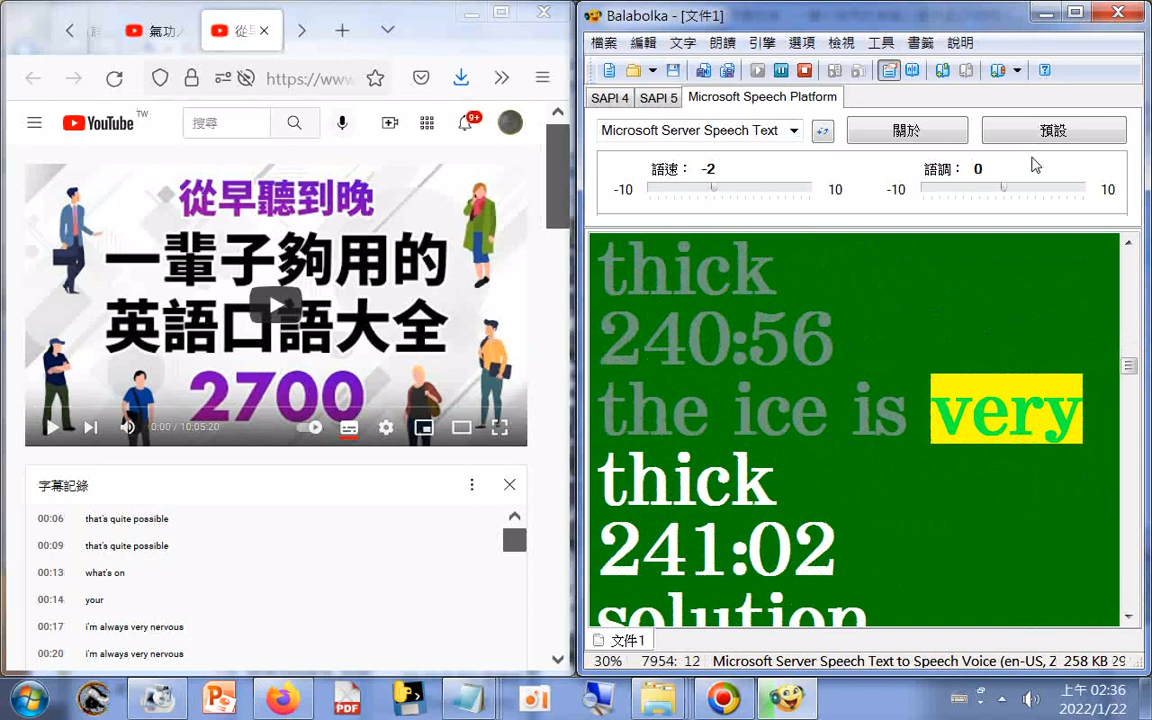 氣功
從
https://www.
YouTube TW
搜尋
9+
從早聽到晚
一輩子夠用的
英語口語大全
2700
0:00 / 10:05:20
字幕記錄
00:06 that's quite possible
00:09 that's quite possible
00:13 what's on
00:14 your
00:17 i'm always very nervous
00:20 i'm always very nervous
Balabolka - [文件1]
檔案 編輯 文字 朗讀 引擎 選項 檢視 工具 書籤 說明
SAPI 4 SAPI 5 Microsoft Speech Platform
Microsoft Server Speech Text 關於 預設
語速： -2 語調： 0
-10 10 -10 10
thick
240:56
the ice is very
thick
241:02
solution
文件1
30% 7954: 12 Microsoft Server Speech Text to Speech Voice (en-US, Z 258 KB 29
PDF
上午 02:36
2022/1/22